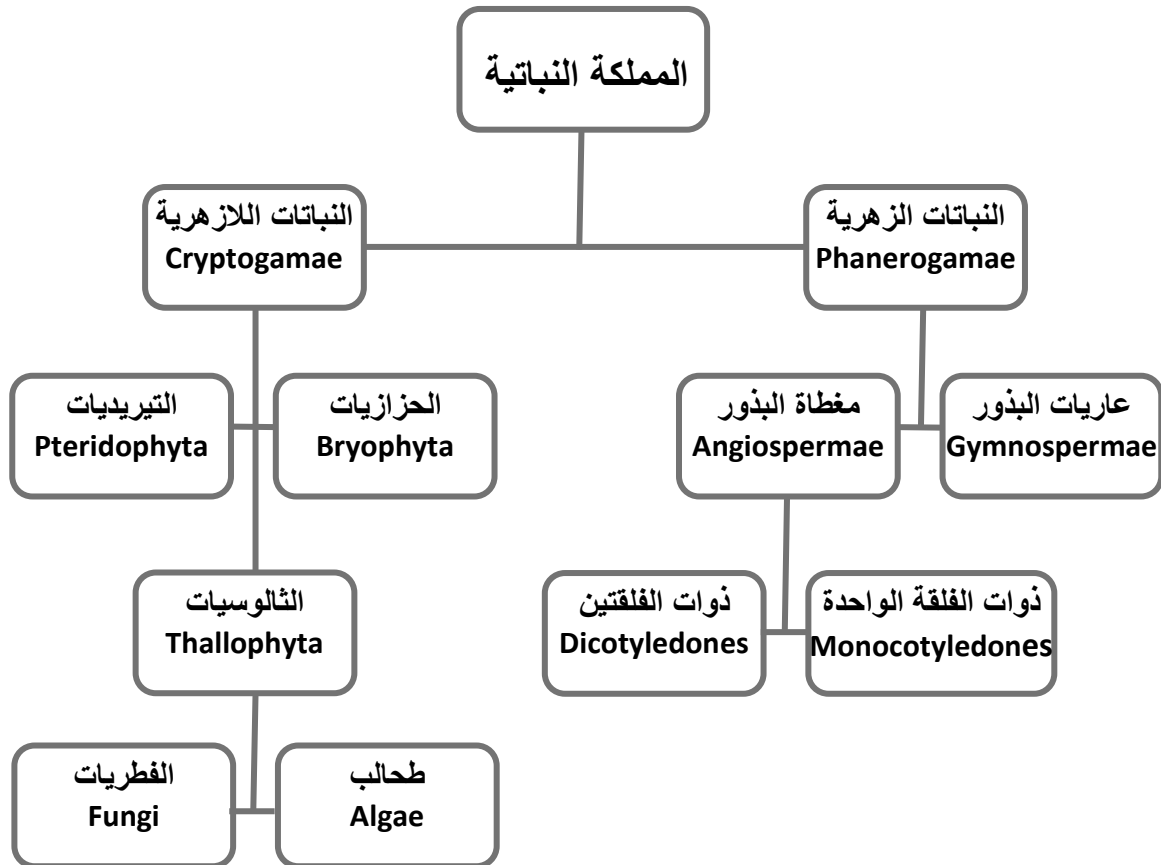 المملكة النباتية
النباتات الزهرية
Phanerogamae
النباتات اللازهرية
Cryptogamae
عاريات البذور
Gymnospermae
مغطاة البذور
Angiospermae
الحزازيات
Bryophyta
التيريديات
Pteridophyta
ذوات الفلقة الواحدة
Monocotyledones
ذوات الفلقتين
Dicotyledones
الثالوسيات
Thallophyta
طحالب
Algae
الفطريات
Fungi